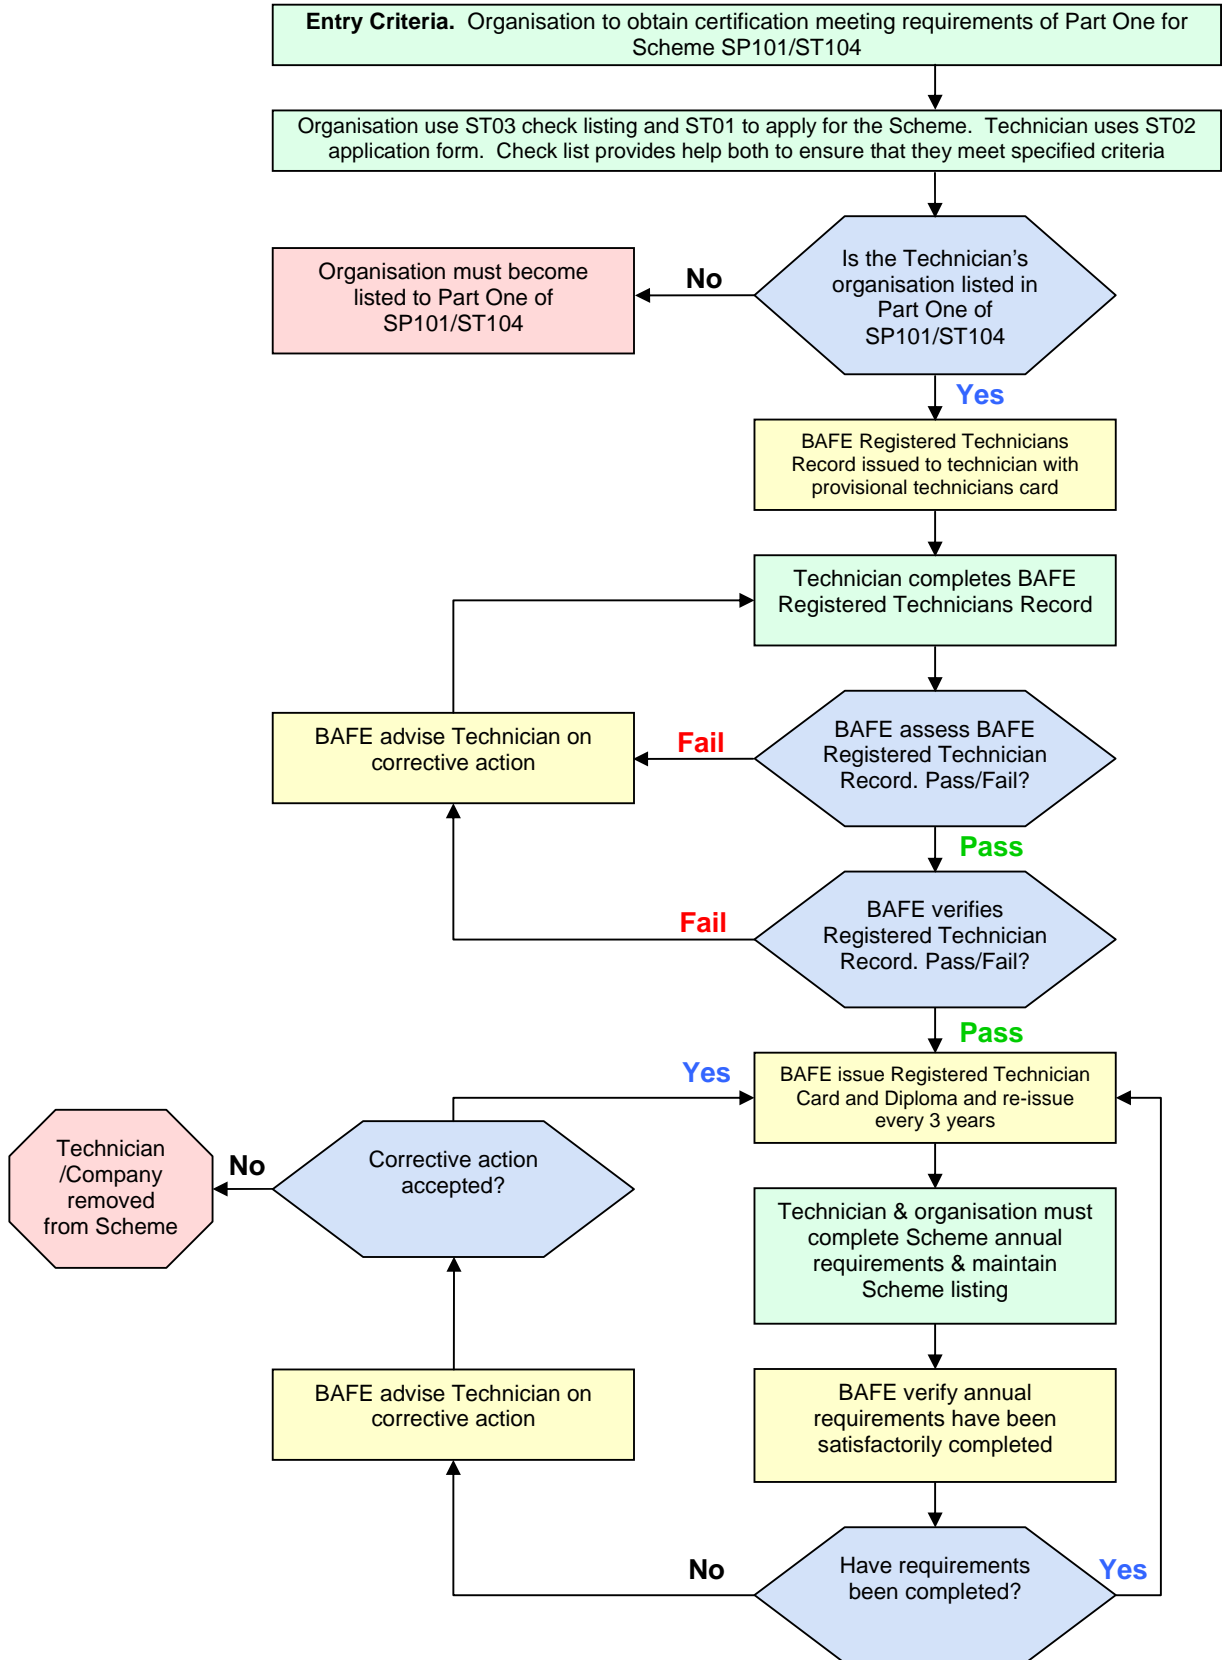 Entry Criteria. Organisation to obtain certification meeting requirements of Part One for
Scheme SP101/ST104
Organisation use ST03 check listing and ST01 to apply for the Scheme. Technician uses ST02
application form. Check list provides help both to ensure that they meet specified criteria
Organisation must become
listed to Part One of
SP101/ST104
No
Is the Technician's
organisation listed in
Part One of
SP101/ST104
Yes
BAFE Registered Technicians
Record issued to technician with
provisional technicians card
Technician completes BAFE
Registered Technicians Record
BAFE advise Technician on
corrective action
Fail
BAFE assess BAFE
Registered Technician
Record. Pass/Fail?
Pass
Fail
BAFE verifies
Registered Technician
Record. Pass/Fail?
Pass
Yes
BAFE issue Registered Technician
Card and Diploma and re-issue
every 3 years
Technician
/Company
removed
from Scheme
No
Corrective action
accepted?
Technician & organisation must
complete Scheme annual
requirements & maintain
Scheme listing
BAFE advise Technician on
corrective action
BAFE verify annual
requirements have been
satisfactorily completed
No
Have requirements
been completed?
Yes